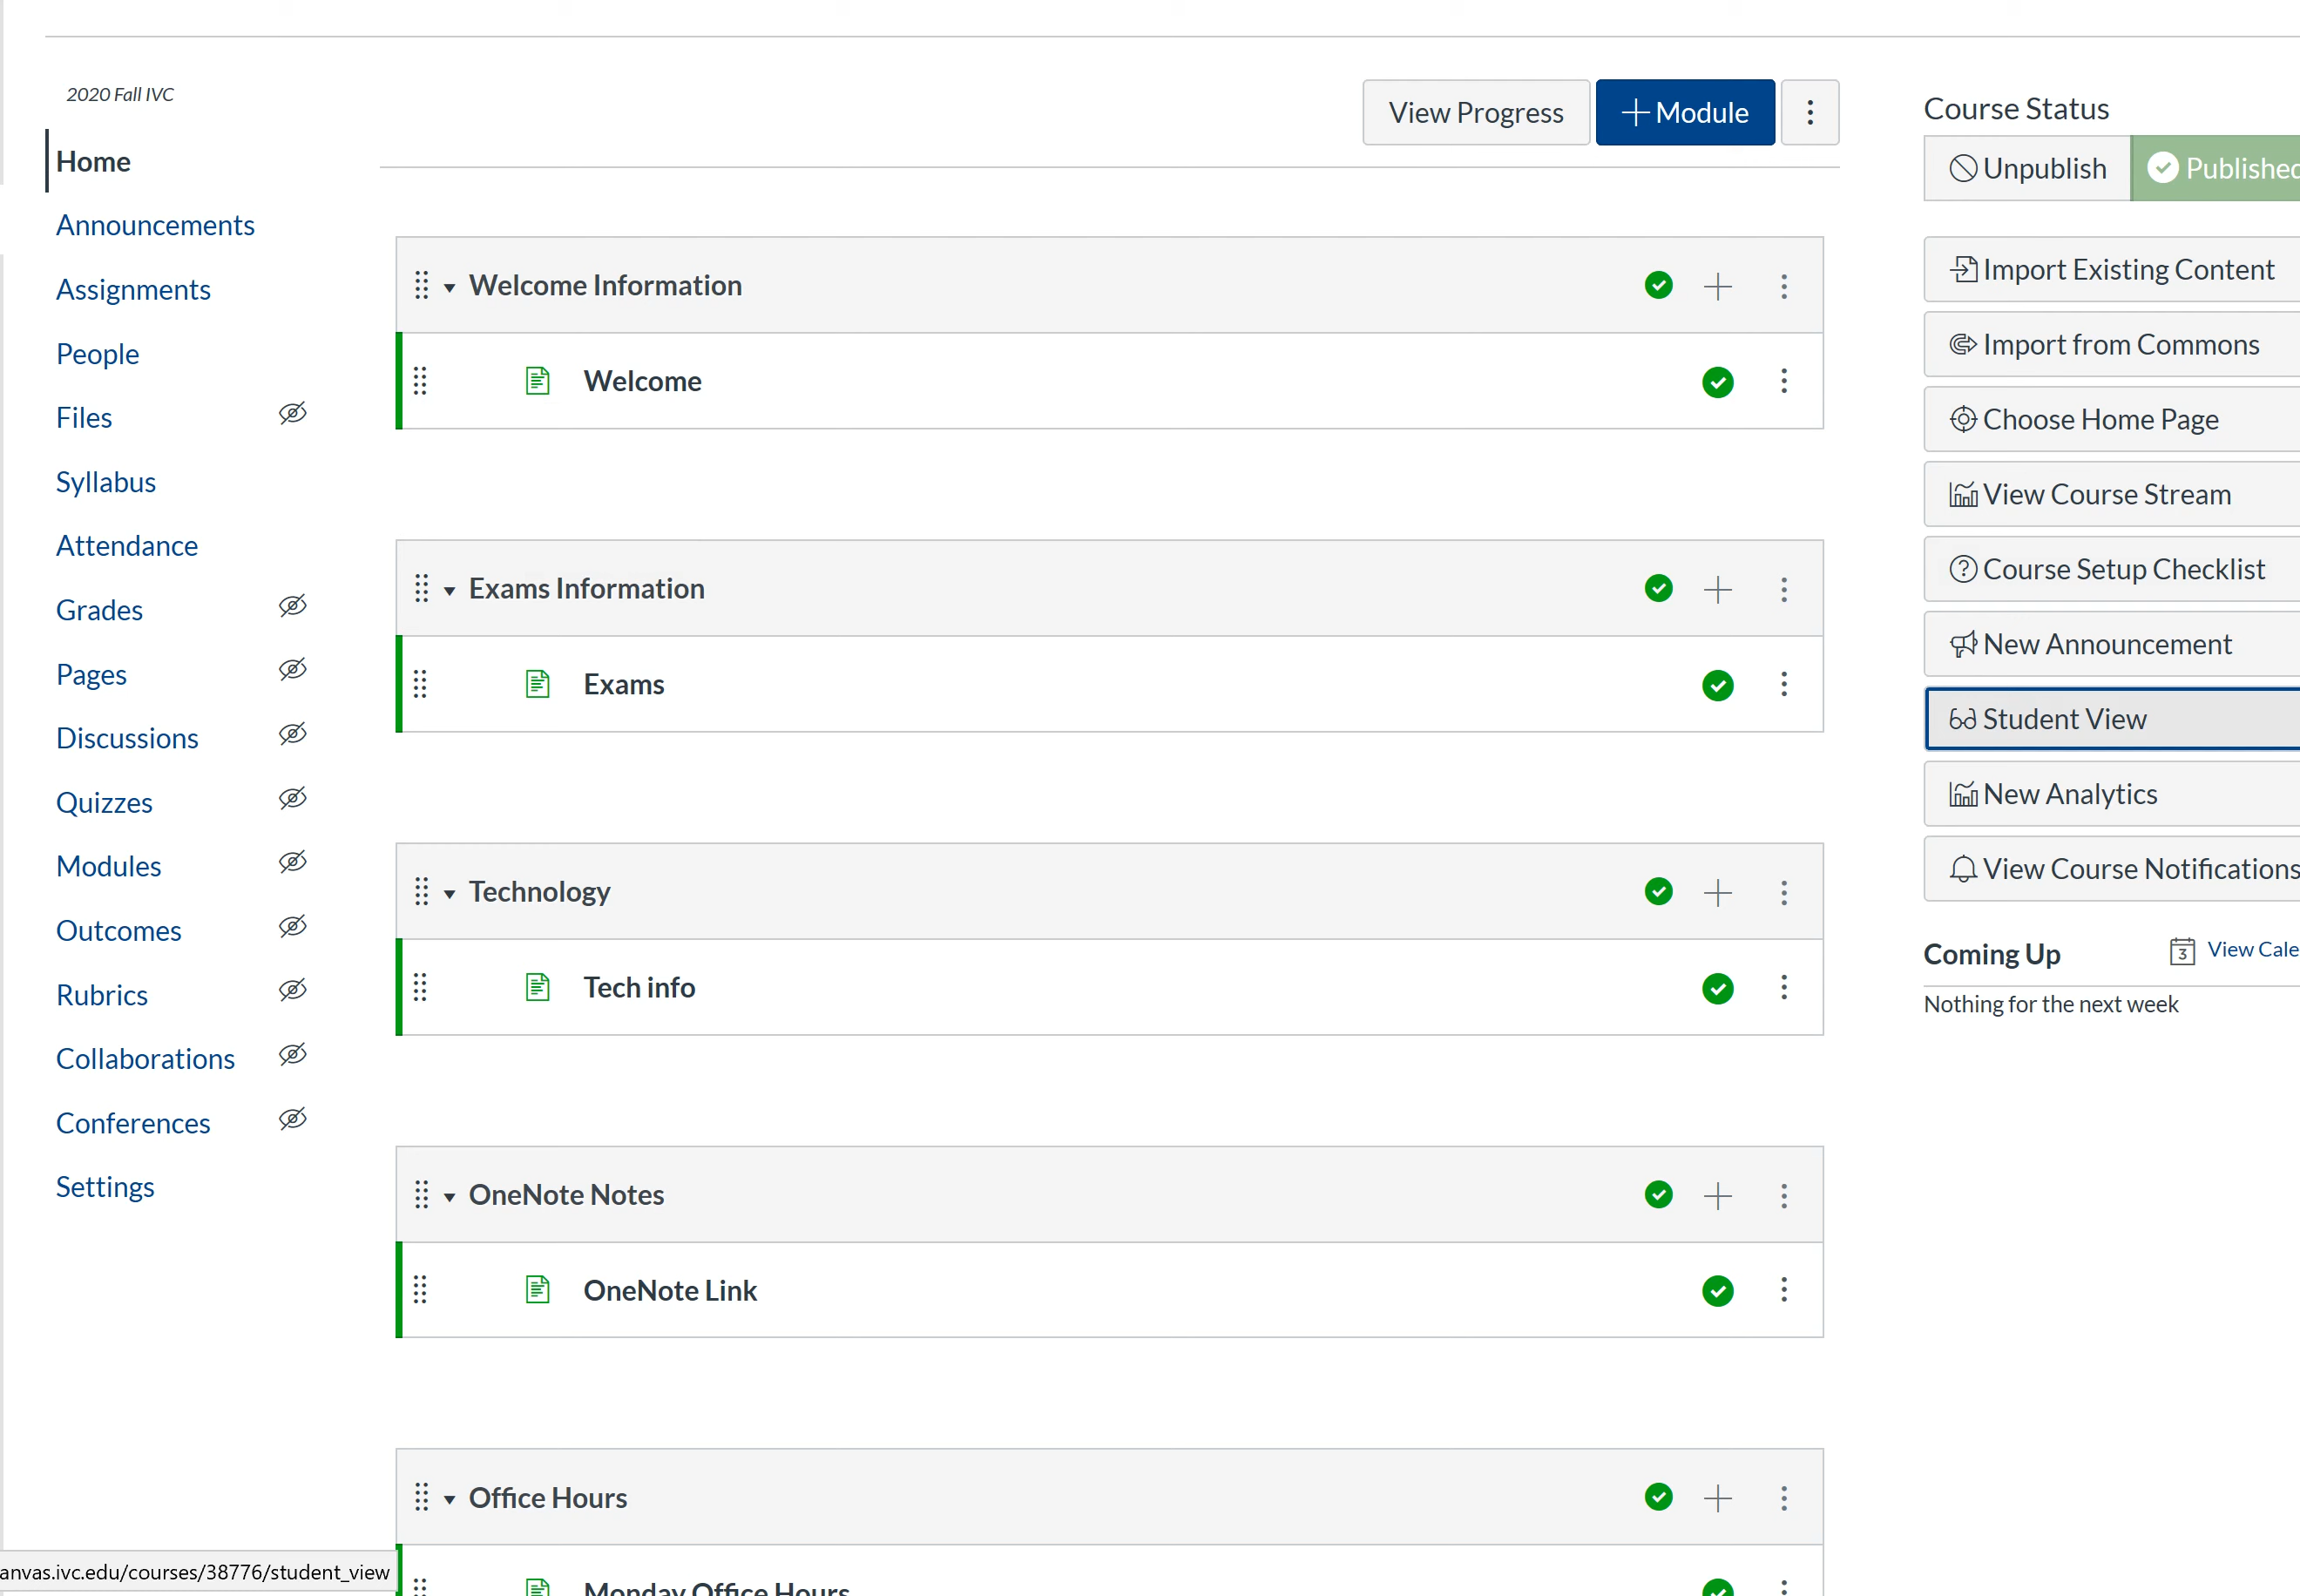 2020 Fall IVC
Home
Announcements
Assignments
People
Files
Syllabus
Attendance
Grades
Pages
Discussions
Quizzes
Modules
Outcomes
Rubrics
Collaborations
Conferences
Settings
View Progress
+ Module
Welcome Information
Welcome
Exams Information
Exams
Technology
Tech info
OneNote Notes
OneNote Link
Office Hours
Monday Office Hours
Course Status
Unpublish
Published
Import Existing Content
Import from Commons
Choose Home Page
View Course Stream
Course Setup Checklist
New Announcement
Student View
New Analytics
View Course Notifications
Coming Up
3
View Cale
Nothing for the next week
anvas.ivc.edu/courses/38776/student_view